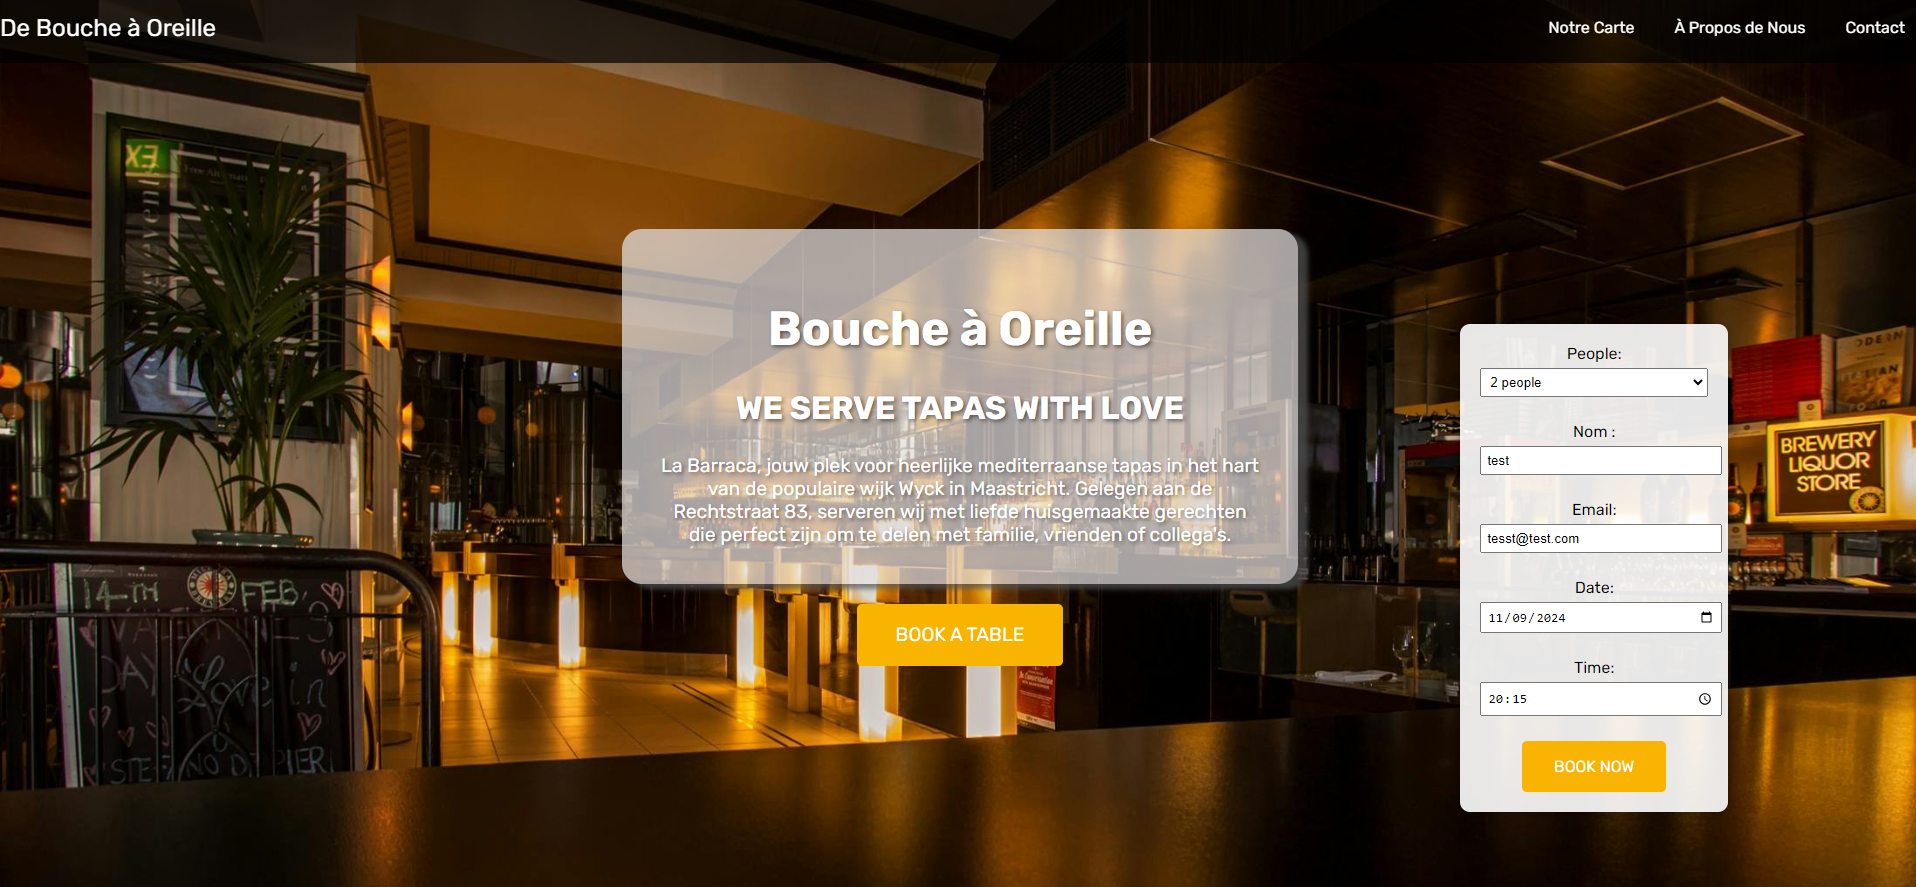 De Bouche à Oreille
Notre Carte
À Propos de Nous
Contact
EX
Bouche à Oreille
WE SERVE TAPAS WITH LOVE
La Barraca, jouw plek voor heerlijke mediterraanse tapas in het hart
van de populaire wijk Wyck in Maastricht. Gelegen aan de
Rechtstraat 83, serveren wij met liefde huisgemaakte gerechten
die perfect zijn om te delen met familie, vrienden of collega's.
BOOK A TABLE
People:
2 people
Nom :
test
Email:
tesst@test.com
Date:
11/09/2024
Time:
20:15
BOOK NOW
BREWERY
LIQUOR
STORE
14-TH FEB
VALENTINE'S
DAY Love in